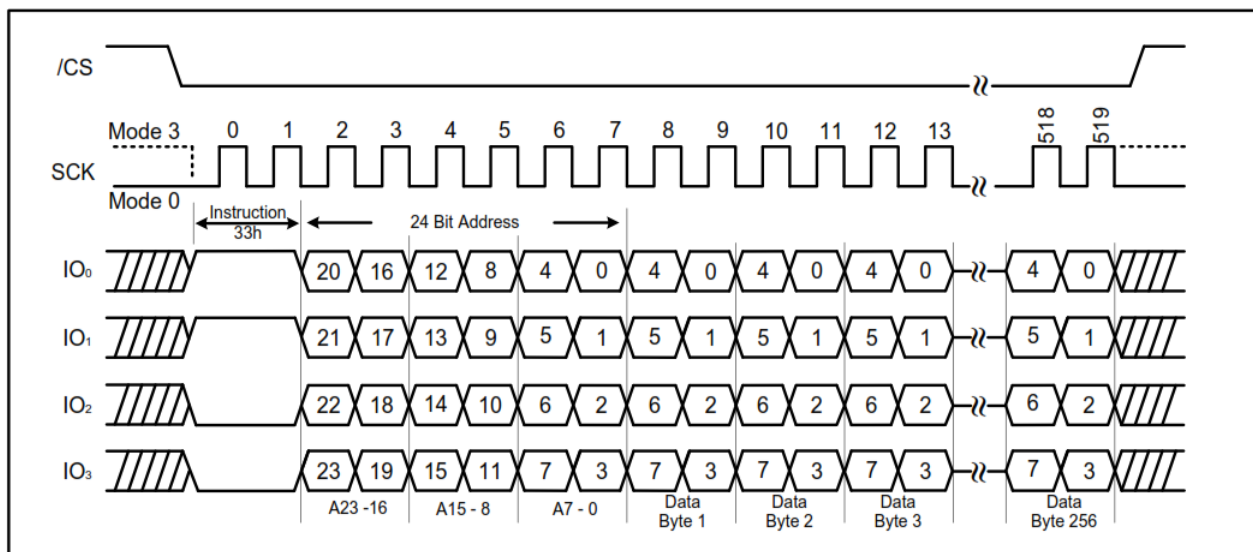 /CS
Mode 3 0 1 2 3 4 5 6 7 8 9 10 11 12 13 518 519
SCK
Mode 0
Instruction
33h
24 Bit Address
IO₀ 20 16 12 8 4 0 4 0 4 0 4 0 4 0
IO₁ 21 17 13 9 5 1 5 1 5 1 5 1 5 1
IO₂ 22 18 14 10 6 2 6 2 6 2 6 2 6 2
IO₃ 23 19 15 11 7 3 7 3 7 3 7 3 7 3
A23 -16 A15 - 8 A7 - 0
Data
Byte 1
Data
Byte 2
Data
Byte 3
Data
Byte 256